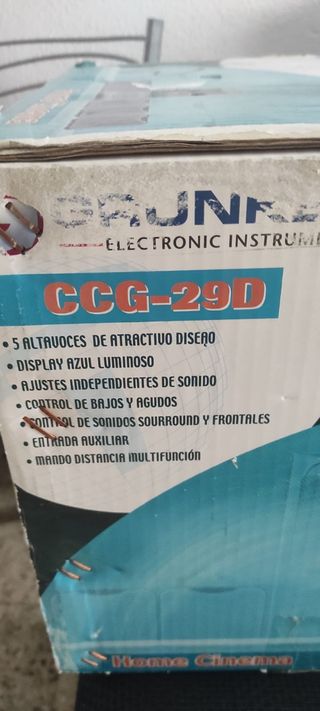 ELECTRONIC
CCG-29D
• 5 ALTAVOCES DE ATRACTIVO DISEÑO
• DISPLAY AZUL LUMINOSO
• AJUSTES INDEPENDIENTES DE SONIDO
• CONTROL DE BAJOS Y AGUDOS
• CONTROL DE SONIDOS SOURROUND Y FRONTALES
• ENTRADA AUXILIAR
• MANDO DISTANCIA MULTIFUNCIÓN
Home Cinema